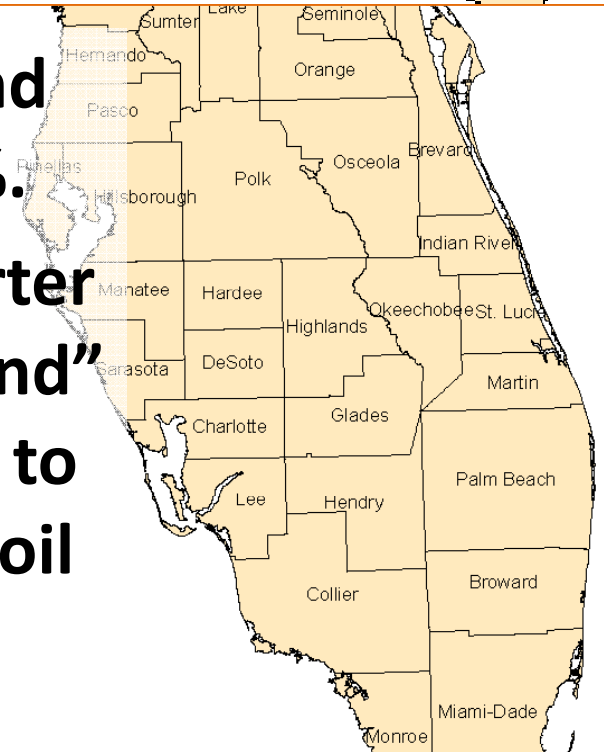 Sumter
Lake
Seminole
Hernando
Orange
nd
Pasco
Brevard
Osceola
Pinellas
Polk
s.
Hillsborough
Indian River
rter
Manatee
Hardee
Okeechobee
St. Lucie
Highlands
nd”
Sarasota
DeSoto
Martin
Charlotte
Glades
to
Palm Beach
Lee
Hendry
oil
Broward
Collier
Miami-Dade
Monroe